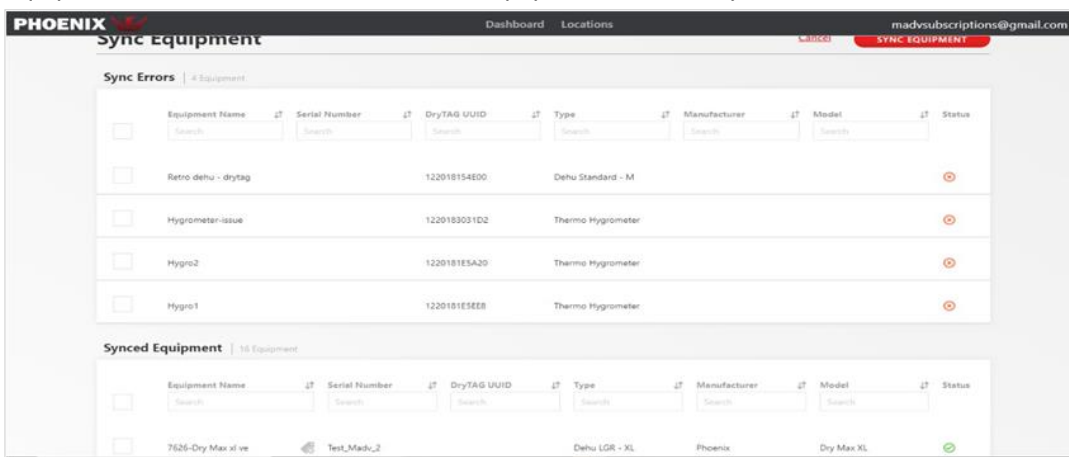 PHOENIX Dashboard Locations madvsubscriptions@gmail.com
Sync Equipment Cancel SYNC EQUIPMENT
Sync Errors | 4 Equipment
Equipment Name Serial Number DryTAG UUID Type Manufacturer Model Status
Search Search Search Search Search Search
Retro dehu - drytag 122018154E00 Dehu Standard - M
Hygrometer-issue 1220183031D2 Thermo Hygrometer
Hygro2 1220181E5A20 Thermo Hygrometer
Hygro1 1220181E5EE8 Thermo Hygrometer
Synced Equipment | 16 Equipment
Equipment Name Serial Number DryTAG UUID Type Manufacturer Model Status
Search Search Search Search Search Search
7626-Dry Max xl ve Test_Madv_2 Dehu LGR - XL Phoenix Dry Max XL